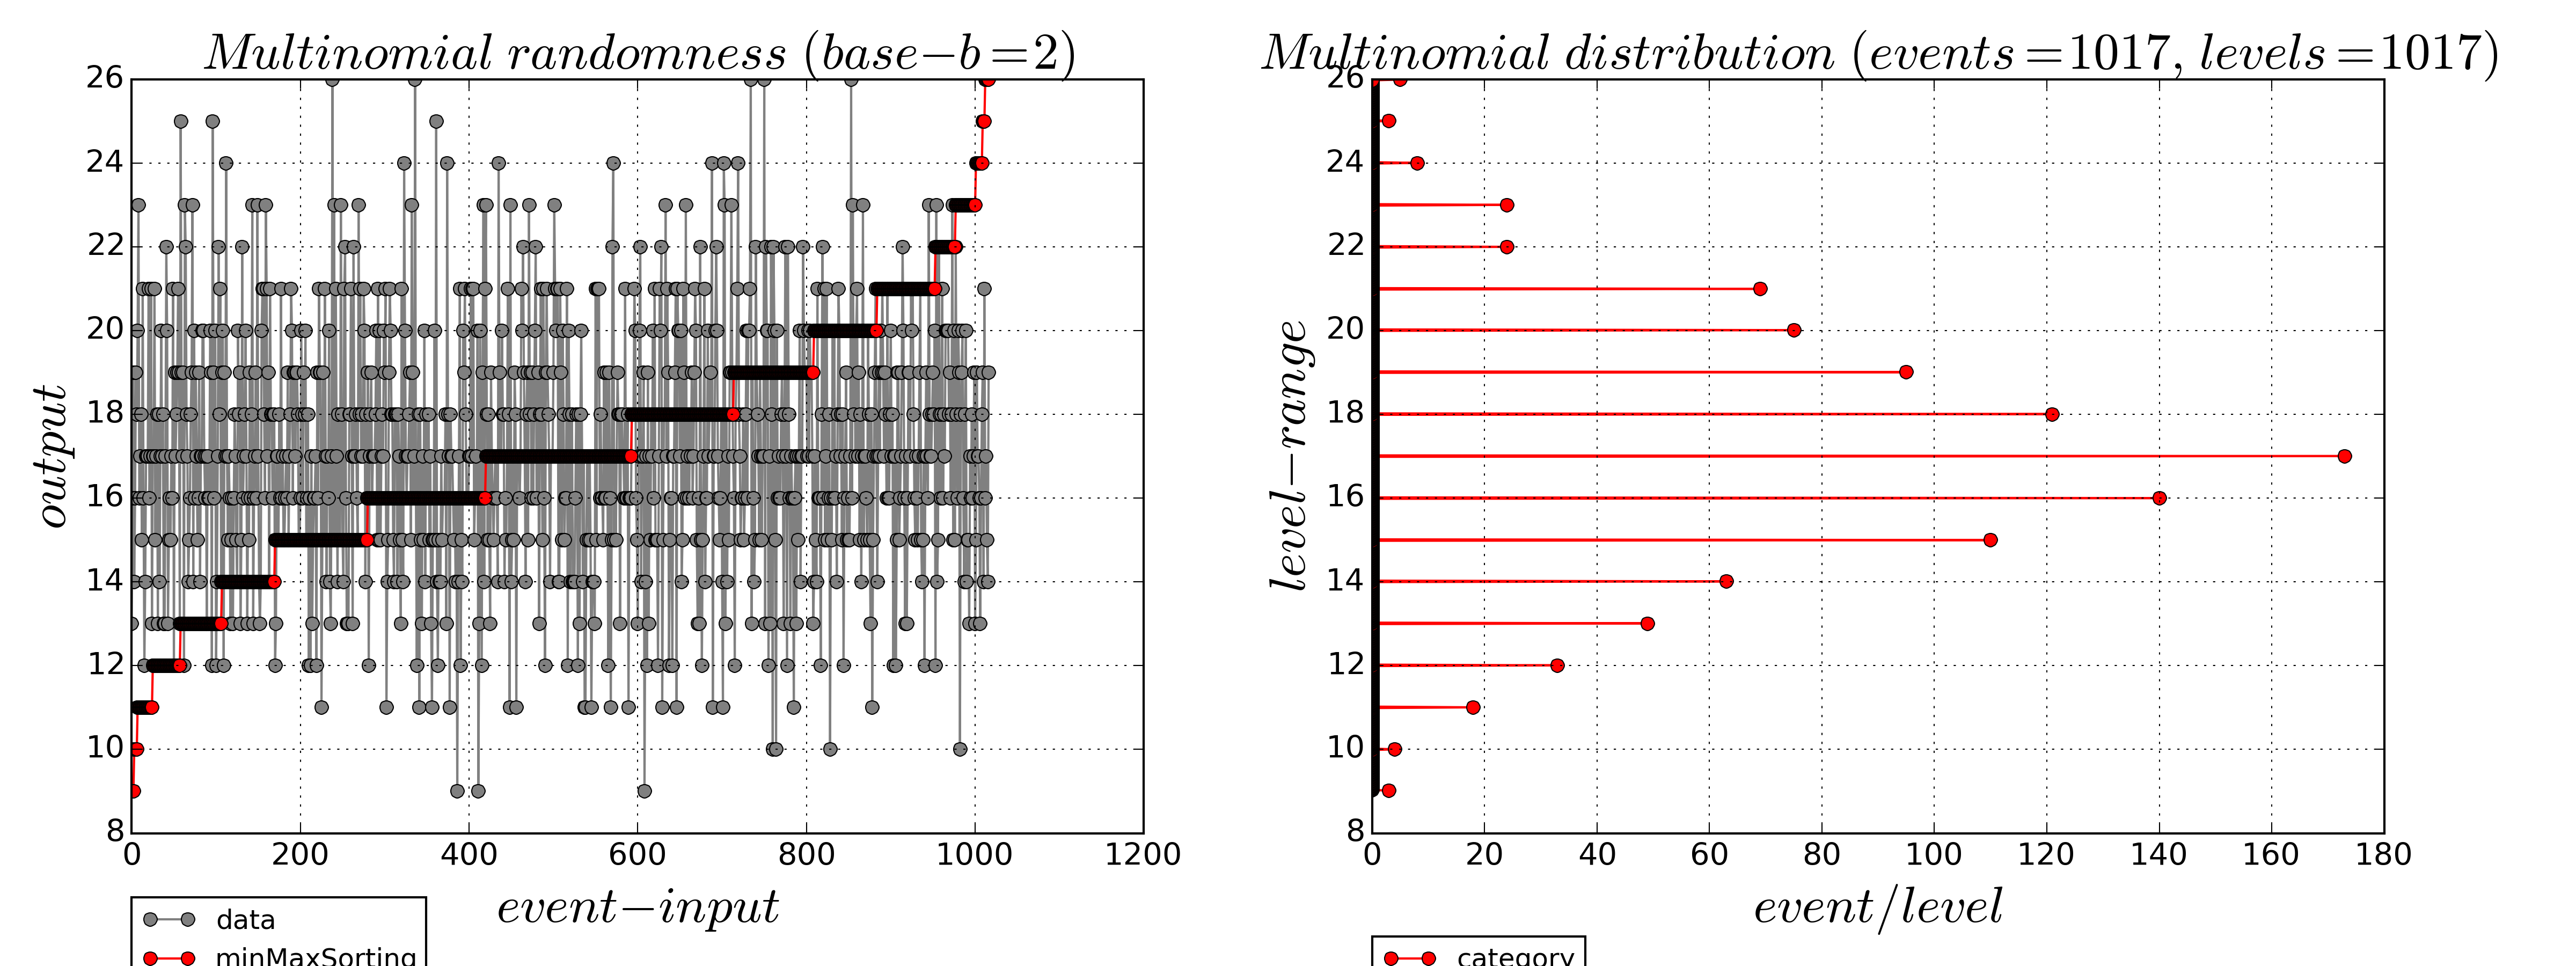 Multinomial randomness (base−b=2)
26
24
22
20
18
16
14
12
10
8
output
0 200 400 600 800 1000 1200
event−input
data
minMaxSorting
Multinomial distribution (events=1017, levels=1017)
26
24
22
20
18
16
14
12
10
8
level−range
0 20 40 60 80 100 120 140 160 180
event/level
category